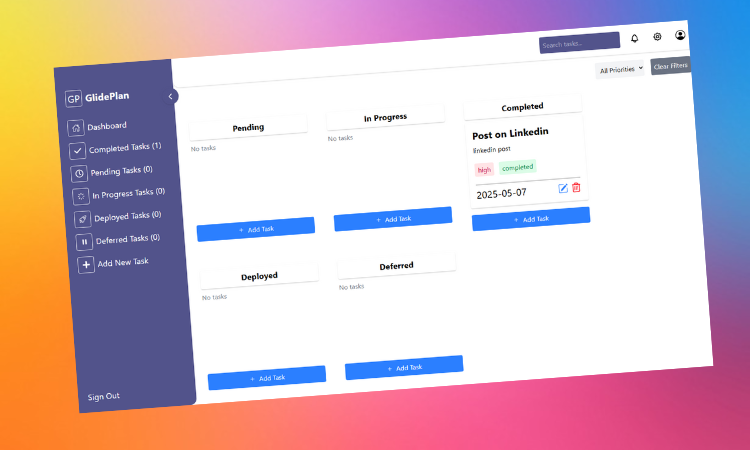 Search tasks...
All Priorities
Clear Filters
GP GlidePlan
Dashboard
Completed Tasks (1)
Pending Tasks (0)
In Progress Tasks (0)
Deployed Tasks (0)
Deferred Tasks (0)
Add New Task
Sign Out
Pending
No tasks
+ Add Task
In Progress
No tasks
+ Add Task
Completed
Post on Linkedin
linkedin post
high completed
2025-05-07
+ Add Task
Deployed
No tasks
+ Add Task
Deferred
No tasks
+ Add Task